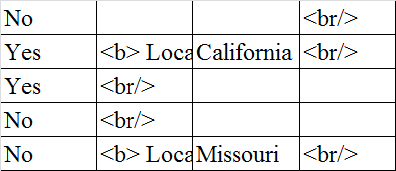 No <br/>
Yes <b> Loca California <br/>
Yes <br/>
No <br/>
No <b> Loca Missouri <br/>